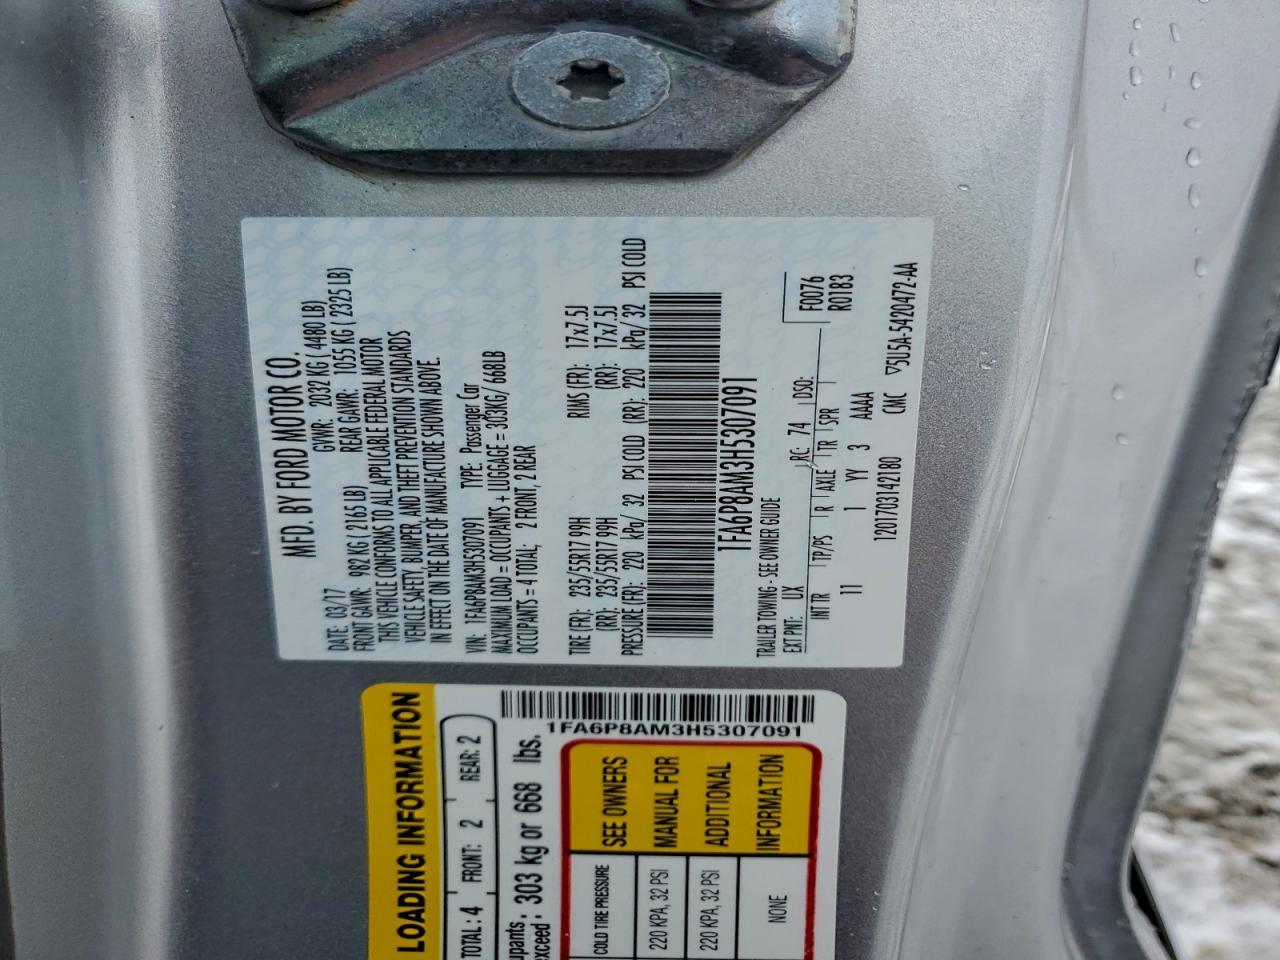 MFD. BY FORD MOTOR CO.
DATE: 03/17 GVWR: 2032 KG ( 4480 LB)
FRONT GAWR: 982 KG ( 2165 LB) REAR GAWR: 1055 KG ( 2325 LB)
THIS VEHICLE CONFORMS TO ALL APPLICABLE FEDERAL MOTOR
VEHICLE SAFETY, BUMPER, AND THEFT PREVENTION STANDARDS
IN EFFECT ON THE DATE OF MANUFACTURE SHOWN ABOVE.
VIN: 1FA6P8AM3H5307091 TYPE: Passenger Car
MAXIMUM LOAD = OCCUPANTS + LUGGAGE = 303KG/ 668LB
OCCUPANTS = 4 TOTAL; 2 FRONT, 2 REAR
TIRE (FR): 235/55R17 99H RIMS (FR): 17x7.5J
(RR): 235/55R17 99H (RR): 17x7.5J
PRESSURE (FR): 220 kPa/ 32 PSI COLD (RR): 220 kPa/ 32 PSI COLD
1FA6P8AM3H5307091
TRAILER TOWING - SEE OWNER GUIDE F0076
EXT PNT: UX RC: 74 DSO: R0183
INT TR TP/PS R AXLE TR SPR
11 1 YY 3 AAAA
1201703142180 CMC ▽5U5A-5420472-AA
LOADING INFORMATION
TOTAL : 4 FRONT: 2 REAR: 2
upants
exceed : 303 kg or 668 lbs.
1FA6P8AM3H5307091
COLD TIRE PRESSURE
220 KPA, 32 PSI
220 KPA, 32 PSI
NONE
SEE OWNERS
MANUAL FOR
ADDITIONAL
INFORMATION